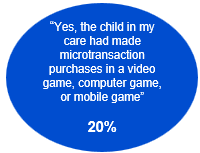 “Yes, the child in my
care had made
microtransaction
purchases in a video
game, computer game,
or mobile game”
20%